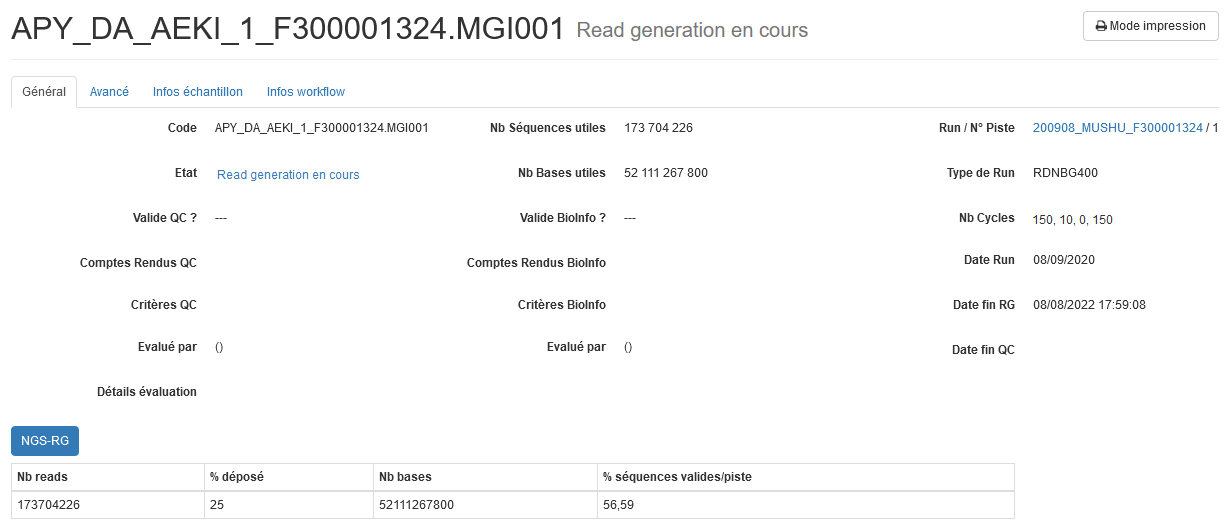 APY_DA_AEKI_1_F300001324.MGI001 Read generation en cours
Mode impression
Général Avancé Infos échantillon Infos workflow
Code APY_DA_AEKI_1_F300001324.MGI001 Nb Séquences utiles 173 704 226 Run / N° Piste 200908_MUSHU_F300001324 / 1
Etat Read generation en cours Nb Bases utiles 52 111 267 800 Type de Run RDNBG400
Valide QC ? --- Valide BioInfo ? --- Nb Cycles 150, 10, 0, 150
Comptes Rendus QC Comptes Rendus BioInfo Date Run 08/09/2020
Critères QC Critères BioInfo Date fin RG 08/08/2022 17:59:08
Evalué par () Evalué par () Date fin QC
Détails évaluation
NGS-RG
Nb reads % déposé Nb bases % séquences valides/piste
173704226 25 52111267800 56,59